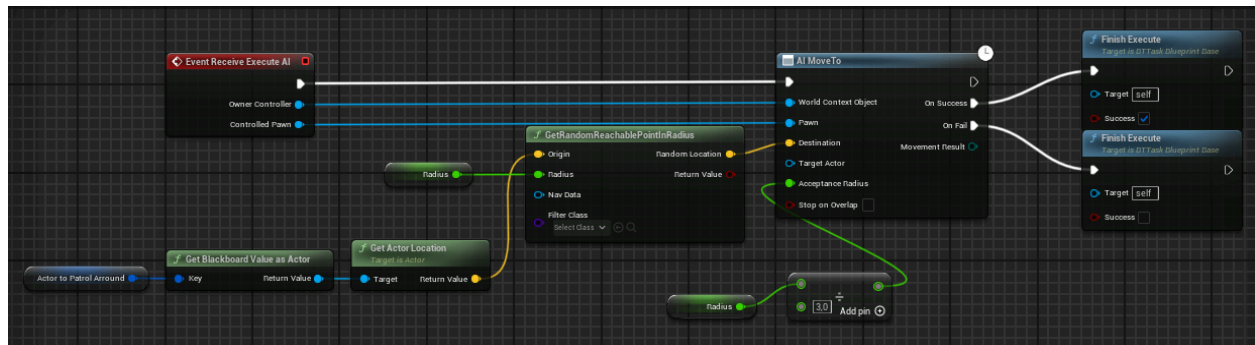 Event Receive Execute AI
Owner Controller
Controlled Pawn
Radius
Actor to Patrol Arround
f Get Blackboard Value as Actor
Key
Return Value
f Get Actor Location
Target is Actor
Target
Return Value
f GetRandomReachablePointInRadius
Origin
Random Location
Radius
Return Value
Nav Data
Filter Class
Select Class
AI MoveTo
World Context Object
On Success
Pawn
On Fail
Destination
Movement Result
Target Actor
Acceptance Radius
Stop on Overlap
Radius
÷
3,0
Add pin
f Finish Execute
Target is DTTask Blueprint Base
Target self
Success
f Finish Execute
Target is DTTask Blueprint Base
Target self
Success